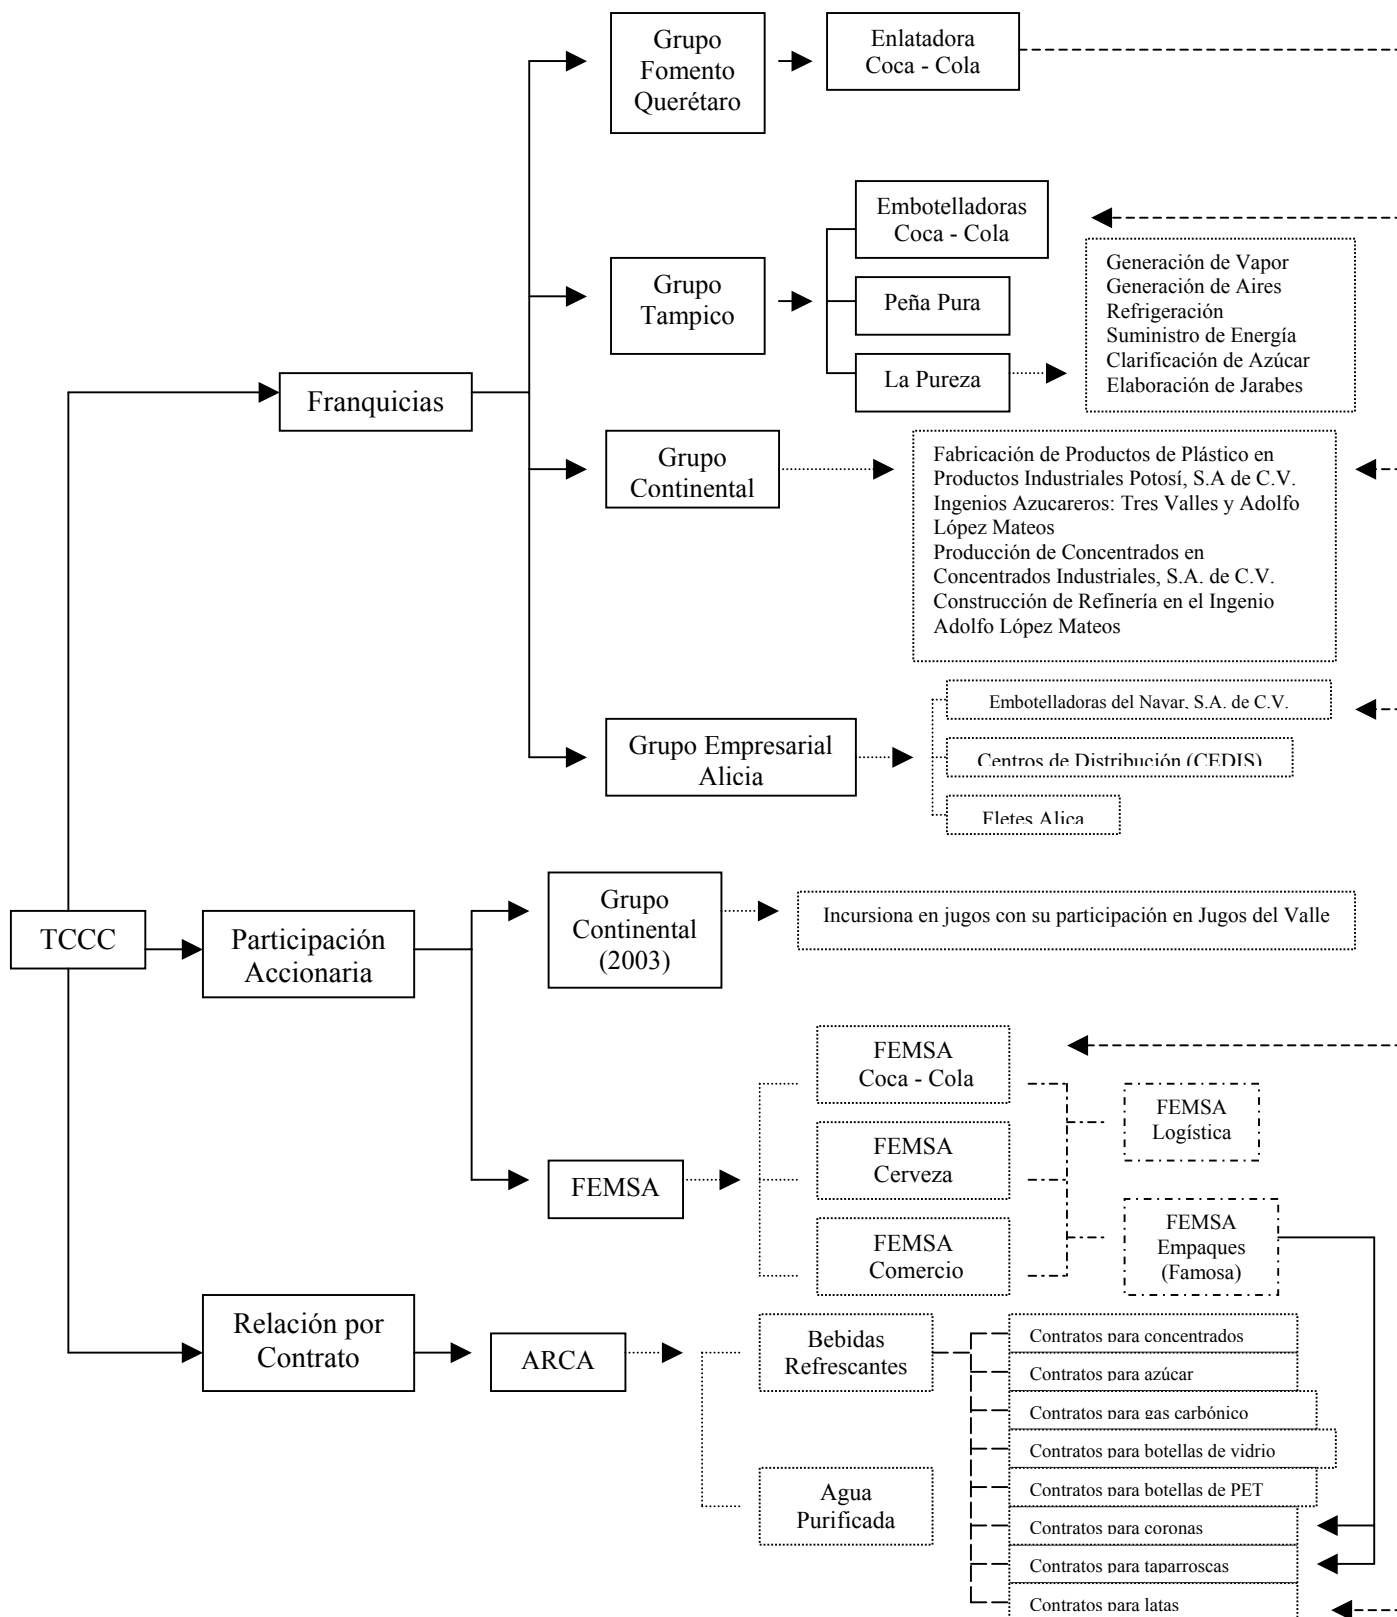 Grupo
Fomento
Querétaro
Enlatadora
Coca - Cola
Embotelladoras
Coca - Cola
Grupo
Tampico
Peña Pura
La Pureza
Generación de Vapor
Generación de Aires
Refrigeración
Suministro de Energía
Clarificación de Azúcar
Elaboración de Jarabes
Franquicias
Grupo
Continental
Fabricación de Productos de Plástico en
Productos Industriales Potosí, S.A de C.V.
Ingenios Azucareros: Tres Valles y Adolfo
López Mateos
Producción de Concentrados en
Concentrados Industriales, S.A. de C.V.
Construcción de Refinería en el Ingenio
Adolfo López Mateos
Grupo Empresarial
Alicia
Embotelladoras del Nayar, S.A. de C.V.
Centros de Distribución (CEDIS)
Fletes Alica
TCCC
Participación
Accionaria
Grupo
Continental
(2003)
Incursiona en jugos con su participación en Jugos del Valle
FEMSA
FEMSA
Coca - Cola
FEMSA
Cerveza
FEMSA
Comercio
FEMSA
Logística
FEMSA
Empaques
(Famosa)
Relación por
Contrato
ARCA
Bebidas
Refrescantes
Agua
Purificada
Contratos para concentrados
Contratos para azúcar
Contratos para gas carbónico
Contratos para botellas de vidrio
Contratos para botellas de PET
Contratos para coronas
Contratos para taparroscas
Contratos para latas